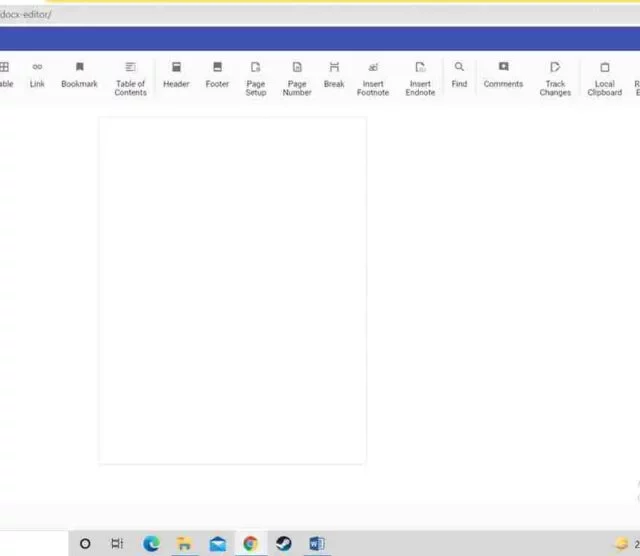 docx-editor/
able Link Bookmark Table of Contents Header Footer Page Setup Page Number Break Insert Footnote Insert Endnote Find Comments Track Changes Local Clipboard